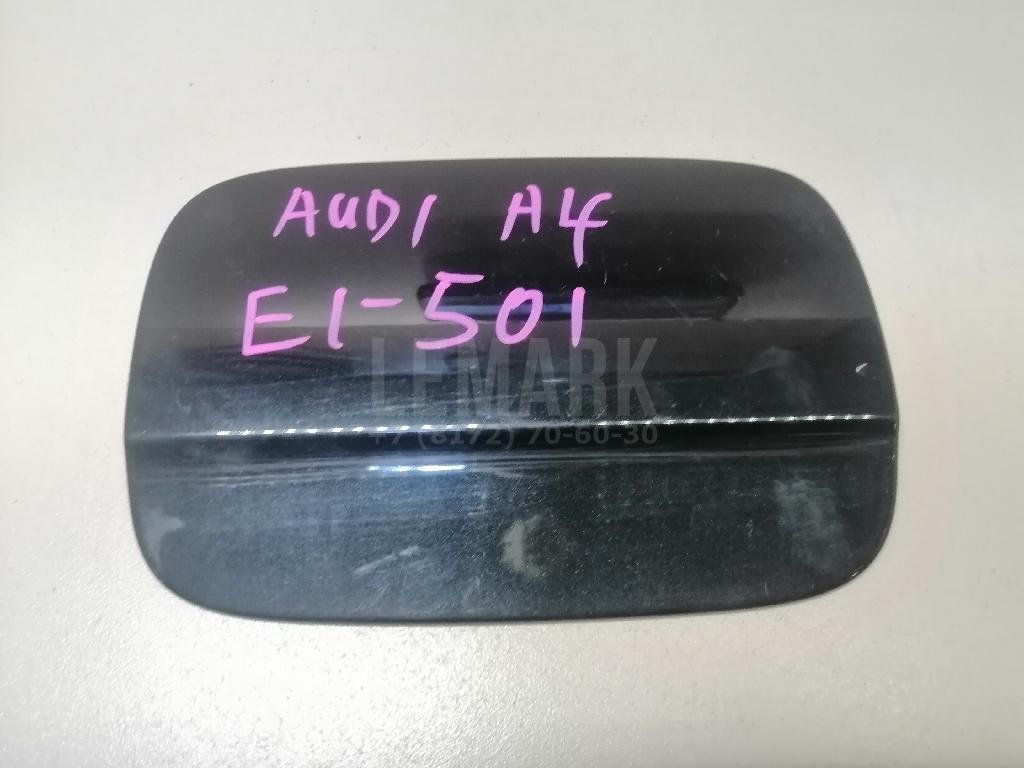 AUDI A4
E1-501
LEMARK
+7 (8172) 70-60-30